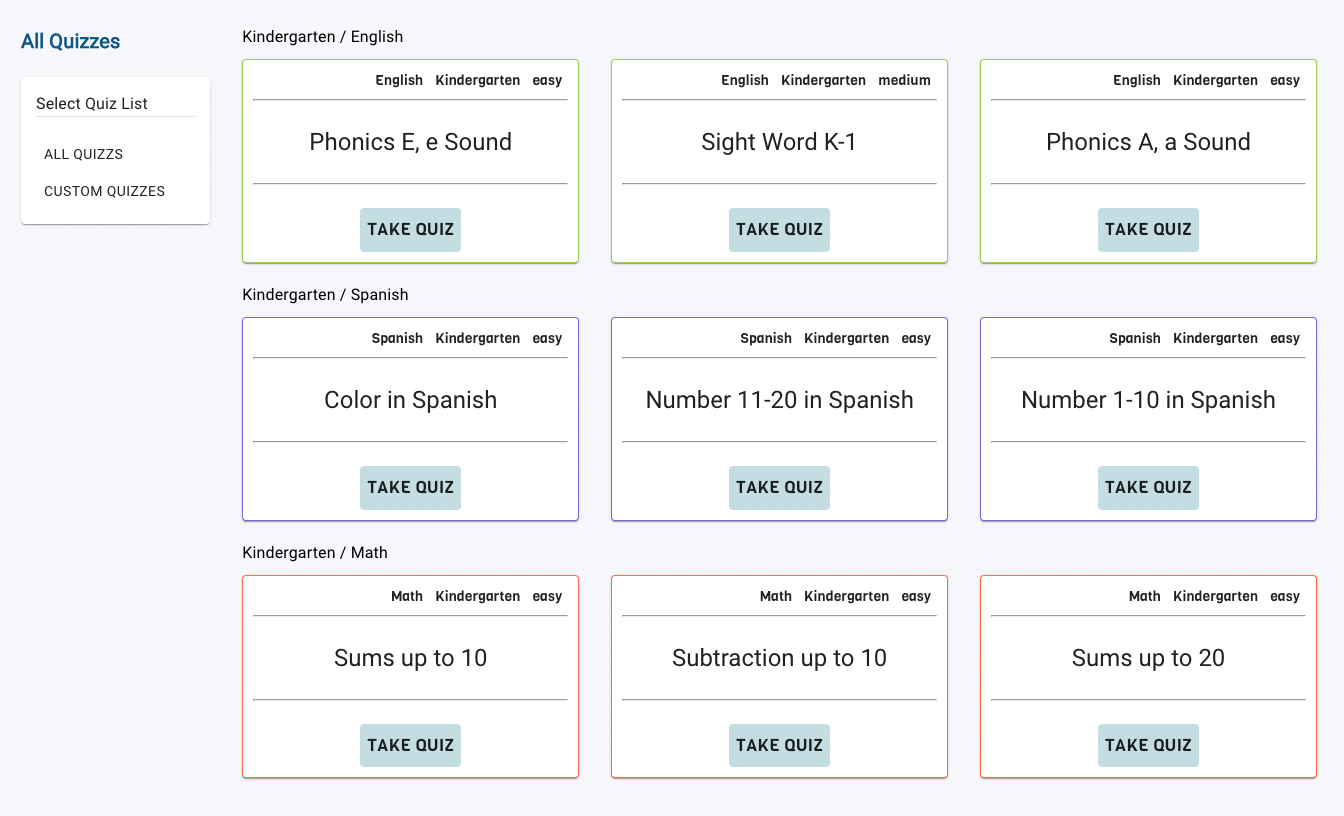 All Quizzes
Select Quiz List
ALL QUIZZS
CUSTOM QUIZZES
Kindergarten / English
English Kindergarten easy
Phonics E, e Sound
TAKE QUIZ
English Kindergarten medium
Sight Word K-1
TAKE QUIZ
English Kindergarten easy
Phonics A, a Sound
TAKE QUIZ
Kindergarten / Spanish
Spanish Kindergarten easy
Color in Spanish
TAKE QUIZ
Spanish Kindergarten easy
Number 11-20 in Spanish
TAKE QUIZ
Spanish Kindergarten easy
Number 1-10 in Spanish
TAKE QUIZ
Kindergarten / Math
Math Kindergarten easy
Sums up to 10
TAKE QUIZ
Math Kindergarten easy
Subtraction up to 10
TAKE QUIZ
Math Kindergarten easy
Sums up to 20
TAKE QUIZ